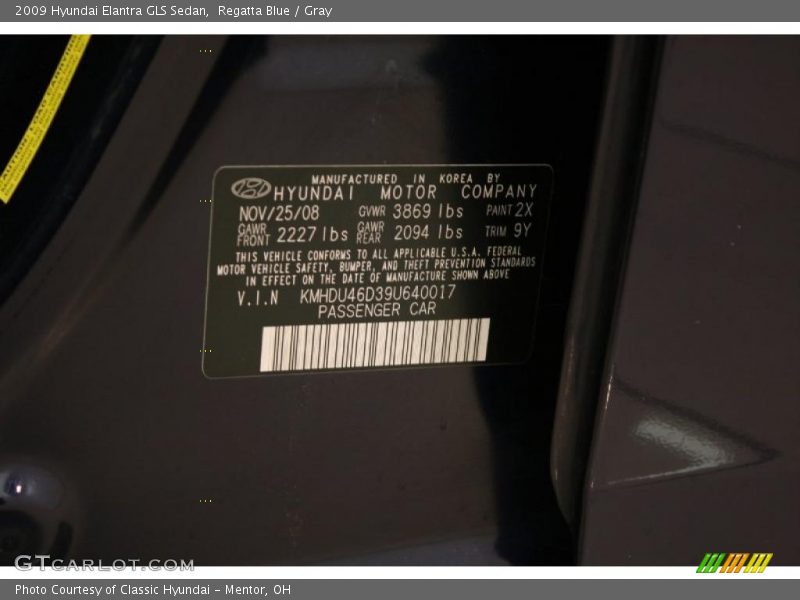 2009 Hyundai Elantra GLS Sedan,  Regatta Blue / Gray
MANUFACTURED IN KOREA BY
HYUNDAI MOTOR COMPANY
NOV/25/08 GVWR 3869 lbs PAINT 2X
GAWR FRONT 2227 lbs GAWR REAR 2094 lbs TRIM 9Y
THIS VEHICLE CONFORMS TO ALL APPLICABLE U.S.A. FEDERAL
MOTOR VEHICLE SAFETY, BUMPER, AND THEFT PREVENTION STANDARDS
IN EFFECT ON THE DATE OF MANUFACTURE SHOWN ABOVE
V.I.N KMHDU46D39U640017
PASSENGER CAR
GTCARLOT.COM
Photo Courtesy of Classic Hyundai - Mentor, OH